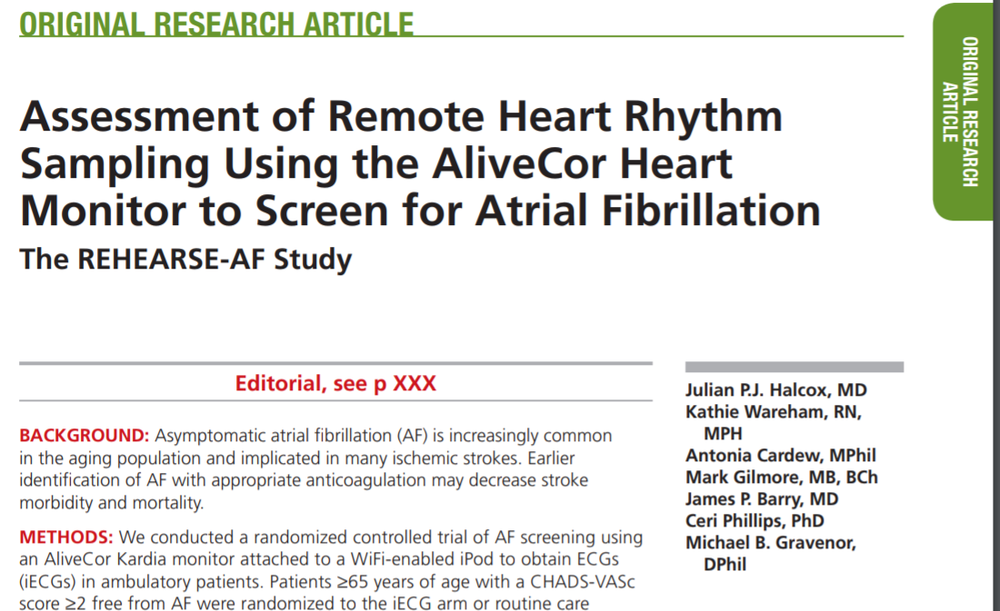 ORIGINAL RESEARCH ARTICLE
ORIGINAL RESEARCH
ARTICLE
Assessment of Remote Heart Rhythm
Sampling Using the AliveCor Heart
Monitor to Screen for Atrial Fibrillation
The REHEARSE-AF Study
Editorial, see p XXX
BACKGROUND: Asymptomatic atrial fibrillation (AF) is increasingly common
in the aging population and implicated in many ischemic strokes. Earlier
identification of AF with appropriate anticoagulation may decrease stroke
morbidity and mortality.
METHODS: We conducted a randomized controlled trial of AF screening using
an AliveCor Kardia monitor attached to a WiFi-enabled iPod to obtain ECGs
(iECGs) in ambulatory patients. Patients ≥65 years of age with a CHADS-VASc
score ≥2 free from AF were randomized to the iECG arm or routine care
Julian P.J. Halcox, MD
Kathie Wareham, RN,
MPH
Antonia Cardew, MPhil
Mark Gilmore, MB, BCh
James P. Barry, MD
Ceri Phillips, PhD
Michael B. Gravenor,
DPhil